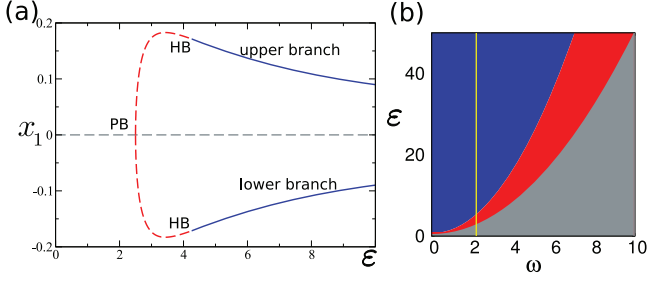 (a)
0.2
0.1
0
-0.1
-0.2
x₁
HB
upper branch
PB
lower branch
HB
0 2 4 6 8
ε
(b)
40
20
0
ε
0 2 4 6 8 10
ω